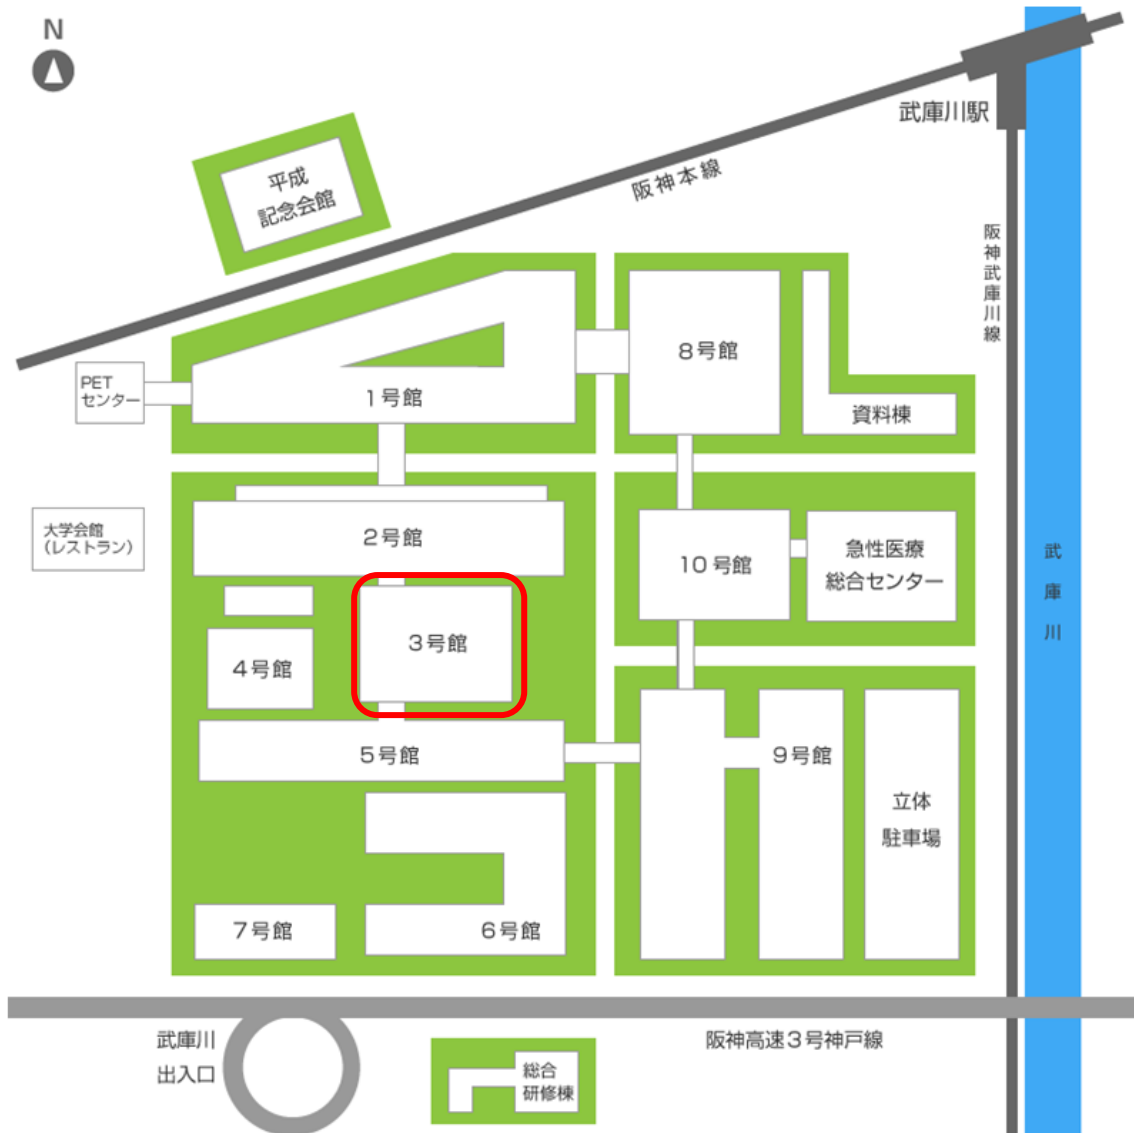 N
武庫川駅
平成
記念会館
阪神本線
阪神武庫川線
8号館
PET
センター
1号館
資料棟
大学会館
(レストラン)
2号館
10号館
急性医療
総合センター
武庫川
3号館
4号館
5号館
9号館
立体
駐車場
7号館
6号館
武庫川
出入口
阪神高速3号神戸線
総合
研修棟